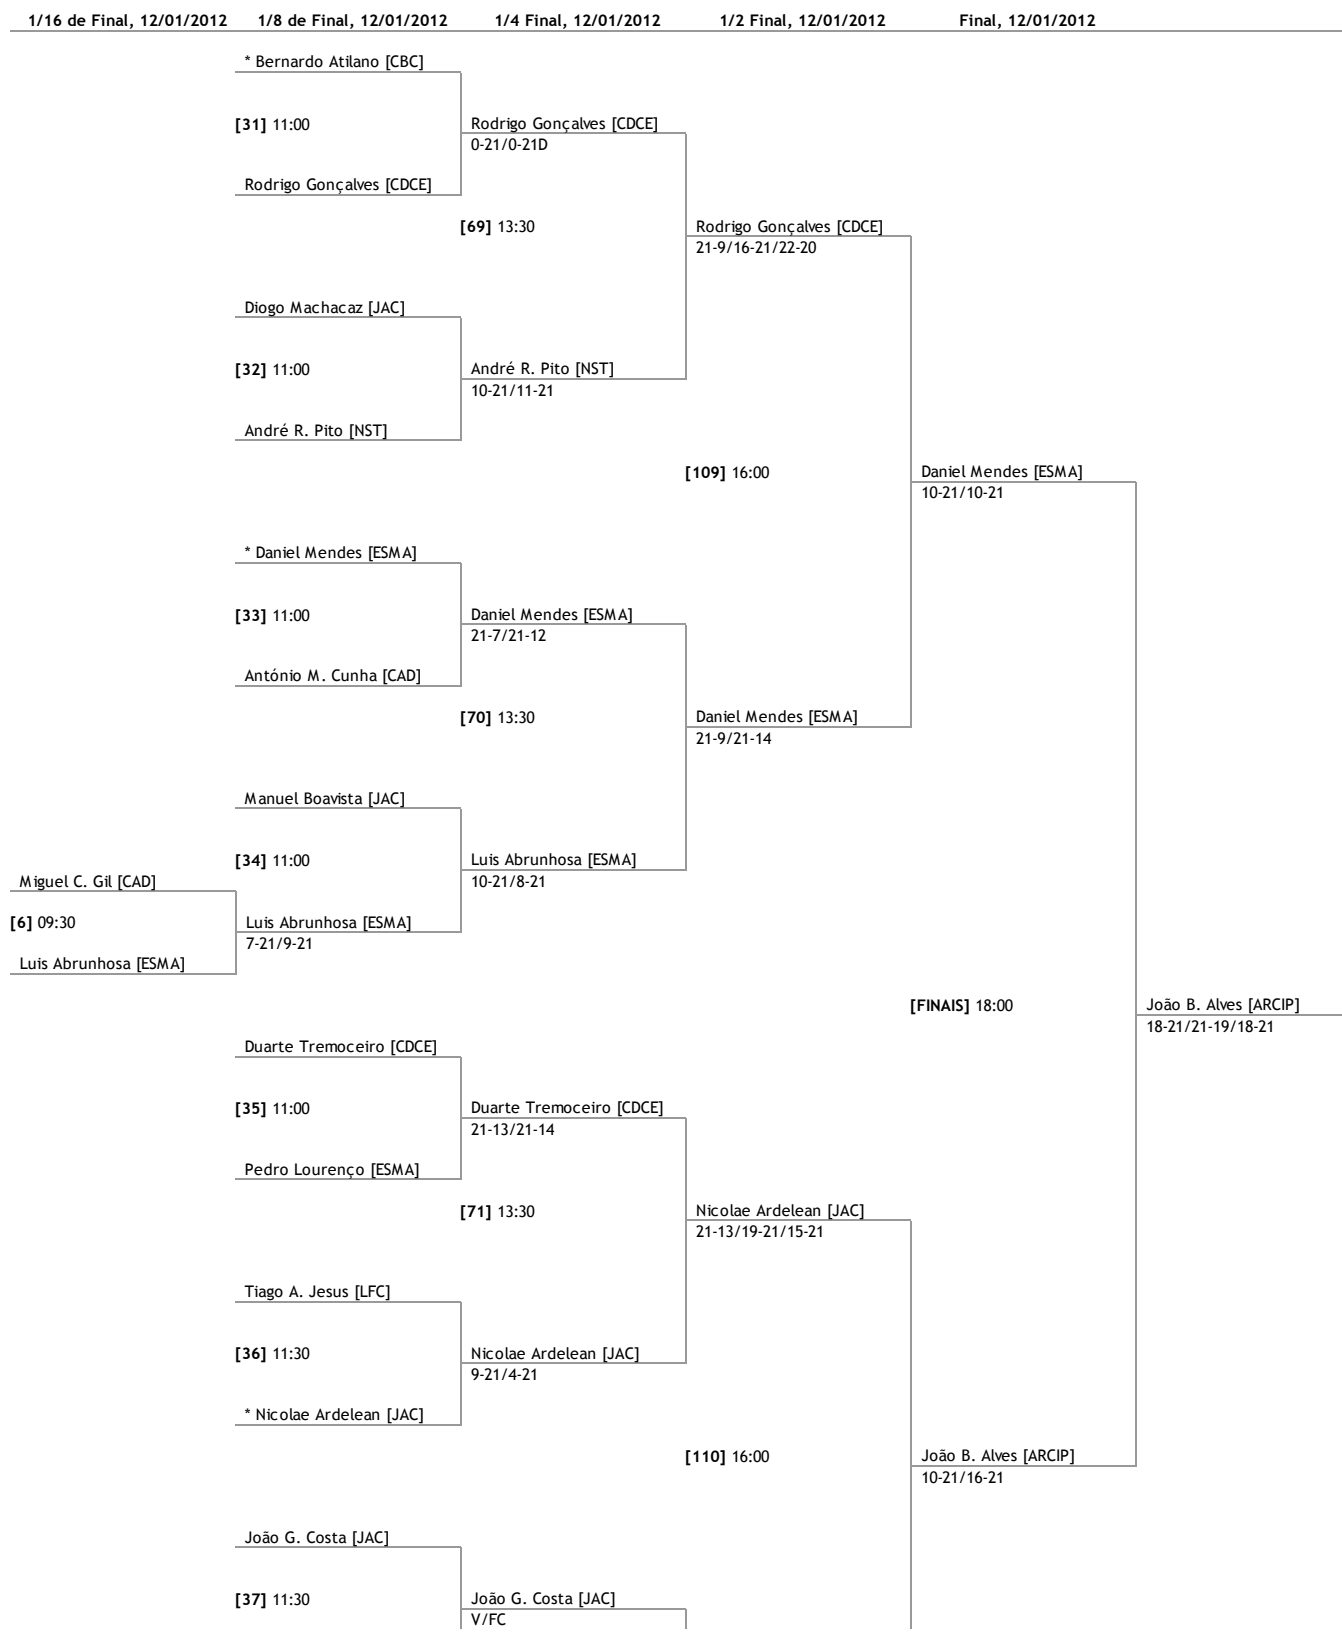 1/16 de Final, 12/01/2012 1/8 de Final, 12/01/2012 1/4 Final, 12/01/2012 1/2 Final, 12/01/2012 Final, 12/01/2012
* Bernardo Atilano [CBC]
[31] 11:00 Rodrigo Gonçalves [CDCE]
0-21/0-21D
Rodrigo Gonçalves [CDCE]
[69] 13:30 Rodrigo Gonçalves [CDCE]
21-9/16-21/22-20
Diogo Machacaz [JAC]
[32] 11:00 André R. Pito [NST]
10-21/11-21
André R. Pito [NST]
[109] 16:00 Daniel Mendes [ESMA]
10-21/10-21
* Daniel Mendes [ESMA]
[33] 11:00 Daniel Mendes [ESMA]
21-7/21-12
António M. Cunha [CAD]
[70] 13:30 Daniel Mendes [ESMA]
21-9/21-14
Manuel Boavista [JAC]
[34] 11:00 Luis Abrunhosa [ESMA]
Miguel C. Gil [CAD] 10-21/8-21
[6] 09:30 Luis Abrunhosa [ESMA]
7-21/9-21
Luis Abrunhosa [ESMA]
[FINAIS] 18:00 João B. Alves [ARCIP]
18-21/21-19/18-21
Duarte Tremoceiro [CDCE]
[35] 11:00 Duarte Tremoceiro [CDCE]
21-13/21-14
Pedro Lourenço [ESMA]
[71] 13:30 Nicolae Ardelean [JAC]
21-13/19-21/15-21
Tiago A. Jesus [LFC]
[36] 11:30 Nicolae Ardelean [JAC]
9-21/4-21
* Nicolae Ardelean [JAC]
[110] 16:00 João B. Alves [ARCIP]
10-21/16-21
João G. Costa [JAC]
[37] 11:30 João G. Costa [JAC]
V/FC